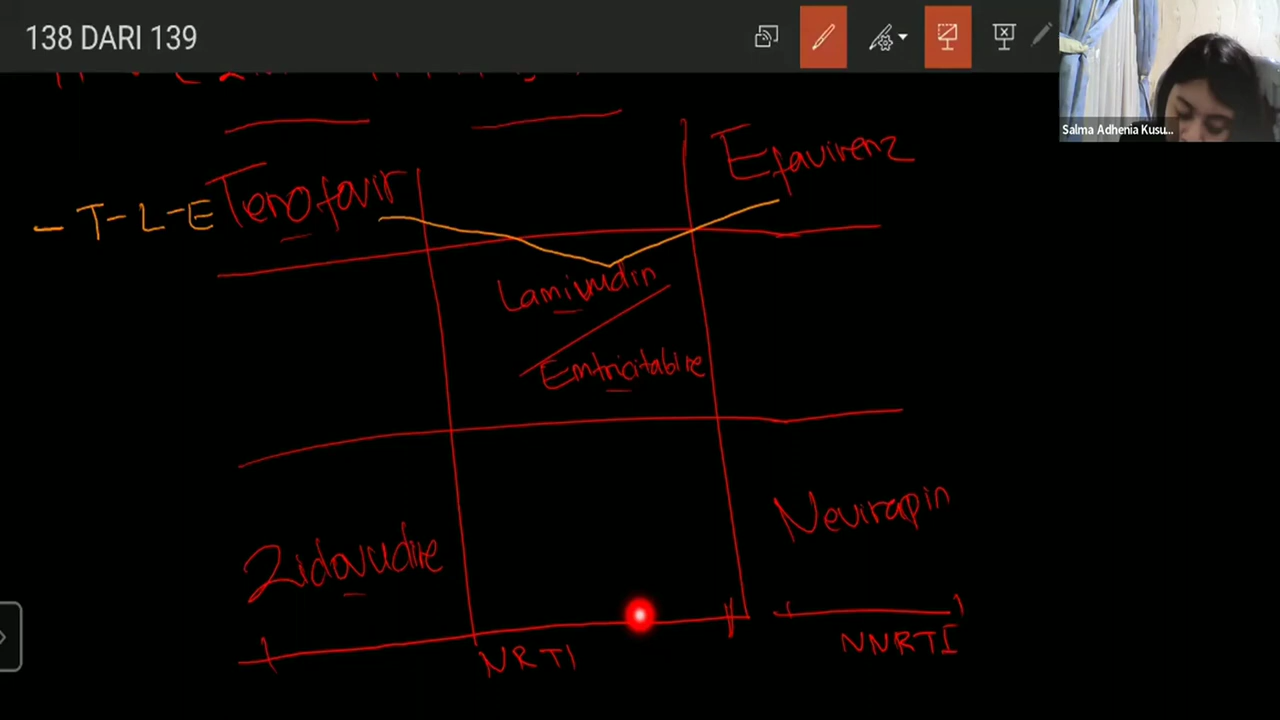 138 DARI 139
Salma Adhenia Kusu...
Efavirenz
- T-L-E Tenofavir
Lamivudin
Emtricitabine
Nevirapin
Zidovudine
NRTI
NNRTI